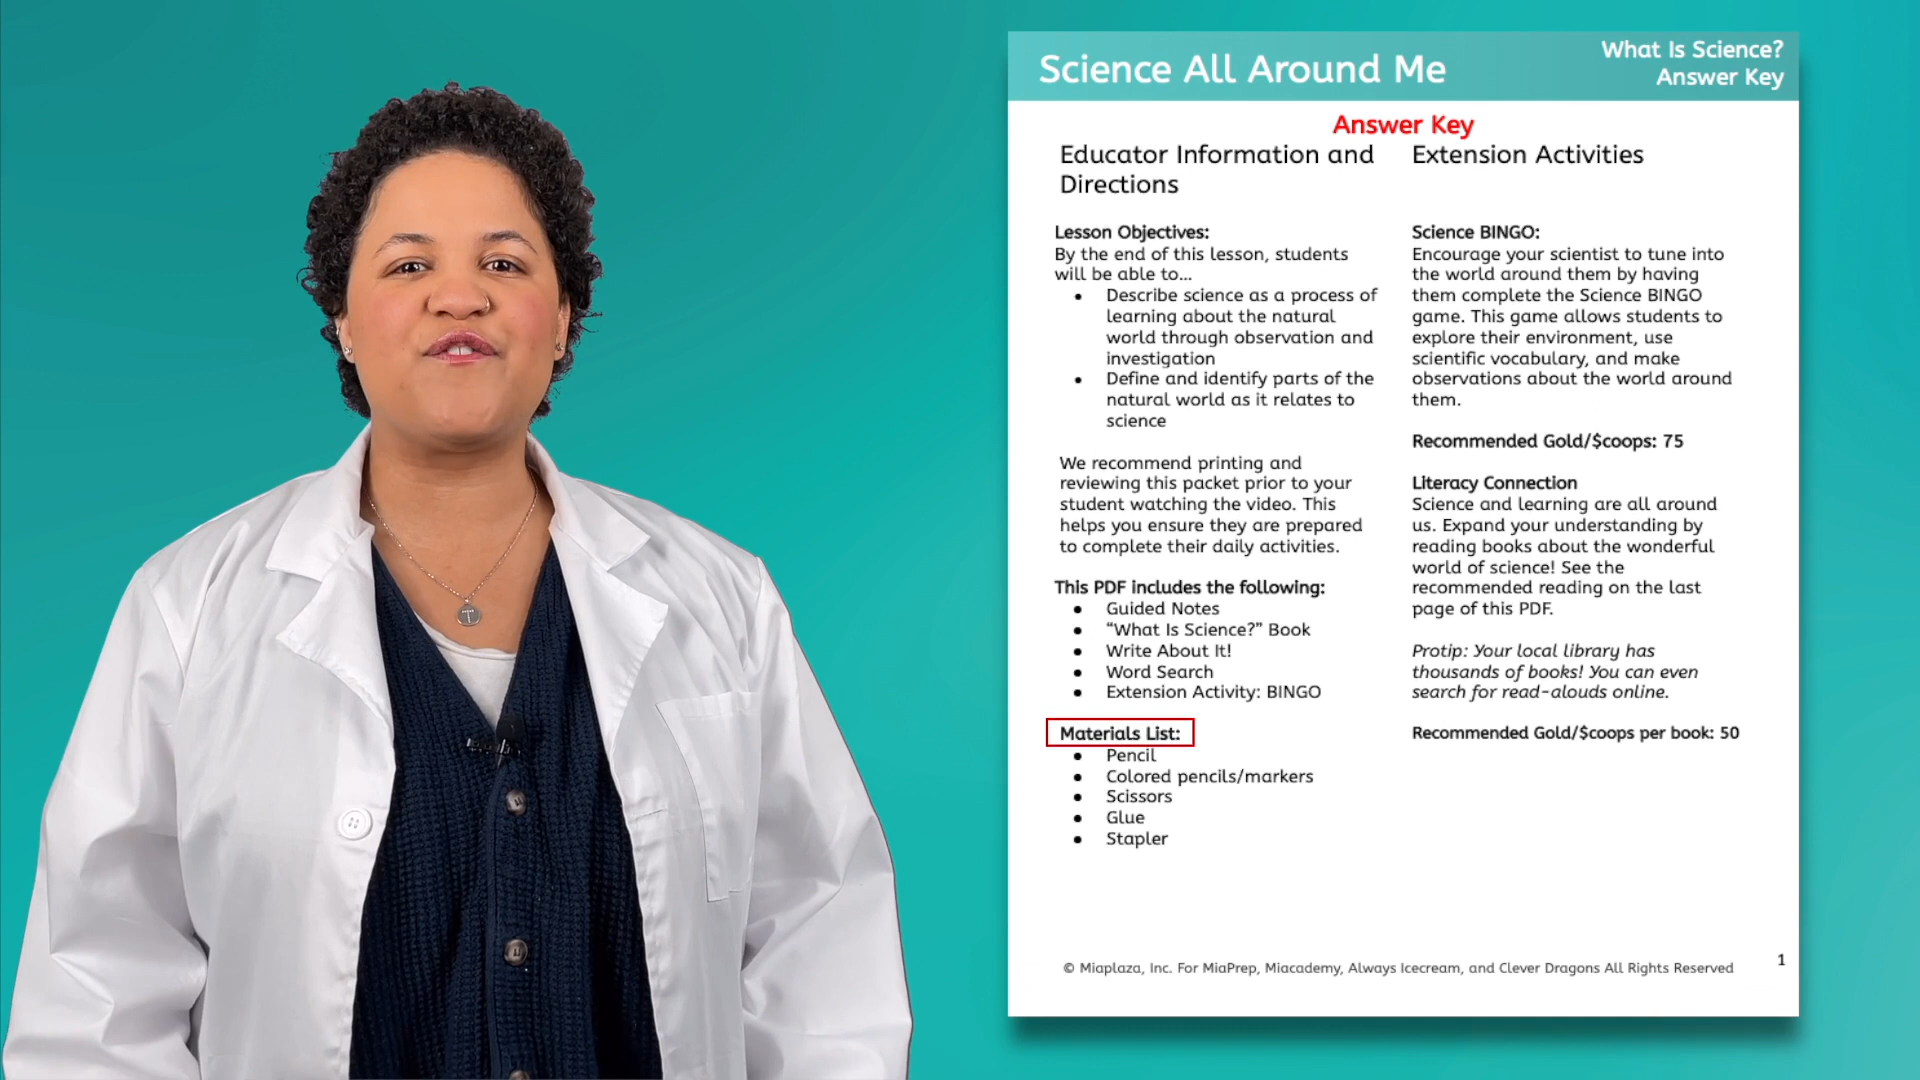 Science All Around Me
What Is Science?
Answer Key
Answer Key
Educator Information and
Directions
Lesson Objectives:
By the end of this lesson, students
will be able to...
• Describe science as a process of
learning about the natural
world through observation and
investigation
• Define and identify parts of the
natural world as it relates to
science
We recommend printing and
reviewing this packet prior to your
student watching the video. This
helps you ensure they are prepared
to complete their daily activities.
This PDF includes the following:
• Guided Notes
• “What Is Science?” Book
• Write About It!
• Word Search
• Extension Activity: BINGO
Materials List:
• Pencil
• Colored pencils/markers
• Scissors
• Glue
• Stapler
Extension Activities
Science BINGO:
Encourage your scientist to tune into
the world around them by having
them complete the Science BINGO
game. This game allows students to
explore their environment, use
scientific vocabulary, and make
observations about the world around
them.
Recommended Gold/$coops: 75
Literacy Connection
Science and learning are all around
us. Expand your understanding by
reading books about the wonderful
world of science! See the
recommended reading on the last
page of this PDF.
Protip: Your local library has
thousands of books! You can even
search for read-alouds online.
Recommended Gold/$coops per book: 50
© Miaplaza, Inc. For MiaPrep, Miacademy, Always Icecream, and Clever Dragons All Rights Reserved
1
T